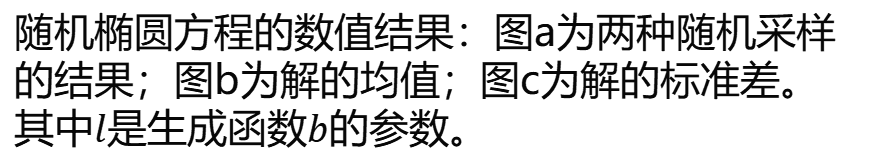 随机椭圆方程的数值结果：图a为两种随机采样
的结果；图b为解的均值；图c为解的标准差。
其中l是生成函数b的参数。